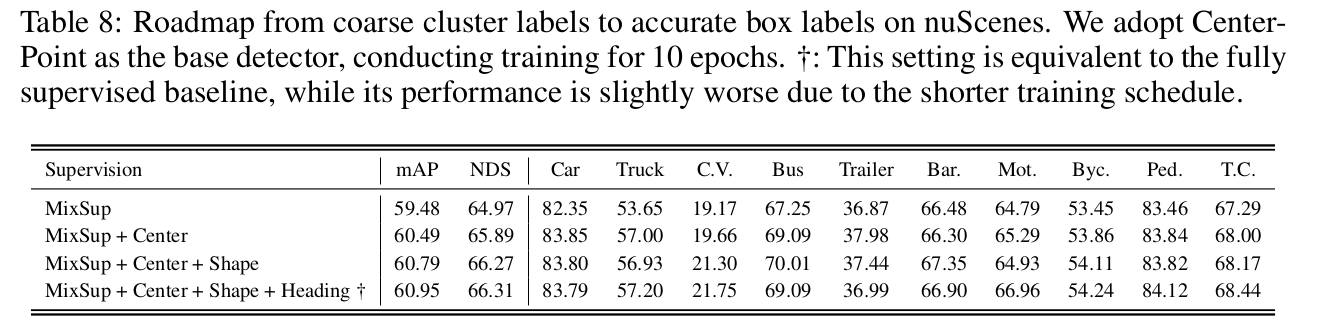 Table 8: Roadmap from coarse cluster labels to accurate box labels on nuScenes. We adopt Center-
Point as the base detector, conducting training for 10 epochs. †: This setting is equivalent to the fully
supervised baseline, while its performance is slightly worse due to the shorter training schedule.
Supervision mAP NDS Car Truck C.V. Bus Trailer Bar. Mot. Byc. Ped. T.C.
MixSup 59.48 64.97 82.35 53.65 19.17 67.25 36.87 66.48 64.79 53.45 83.46 67.29
MixSup + Center 60.49 65.89 83.85 57.00 19.66 69.09 37.98 66.30 65.29 53.86 83.84 68.00
MixSup + Center + Shape 60.79 66.27 83.80 56.93 21.30 70.01 37.44 67.35 64.93 54.11 83.82 68.17
MixSup + Center + Shape + Heading † 60.95 66.31 83.79 57.20 21.75 69.09 36.99 66.90 66.96 54.24 84.12 68.44